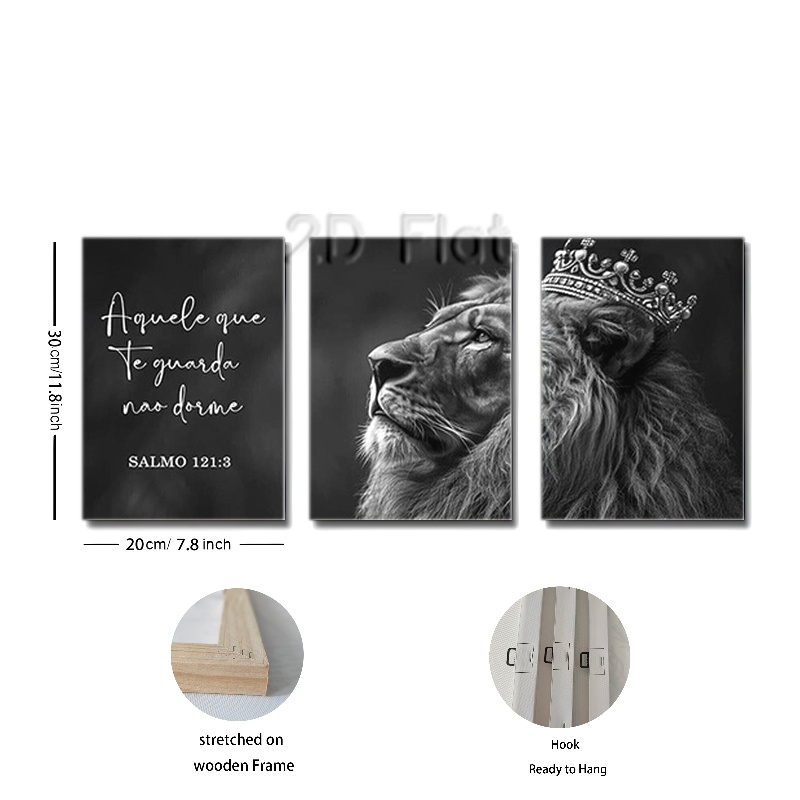 2.D Flat
Aquele que
Te guarda
nao dorme
SALMO 121:3
30cm/11.8inch
20cm/ 7.8 inch
stretched on
wooden Frame
Hook
Ready to Hang